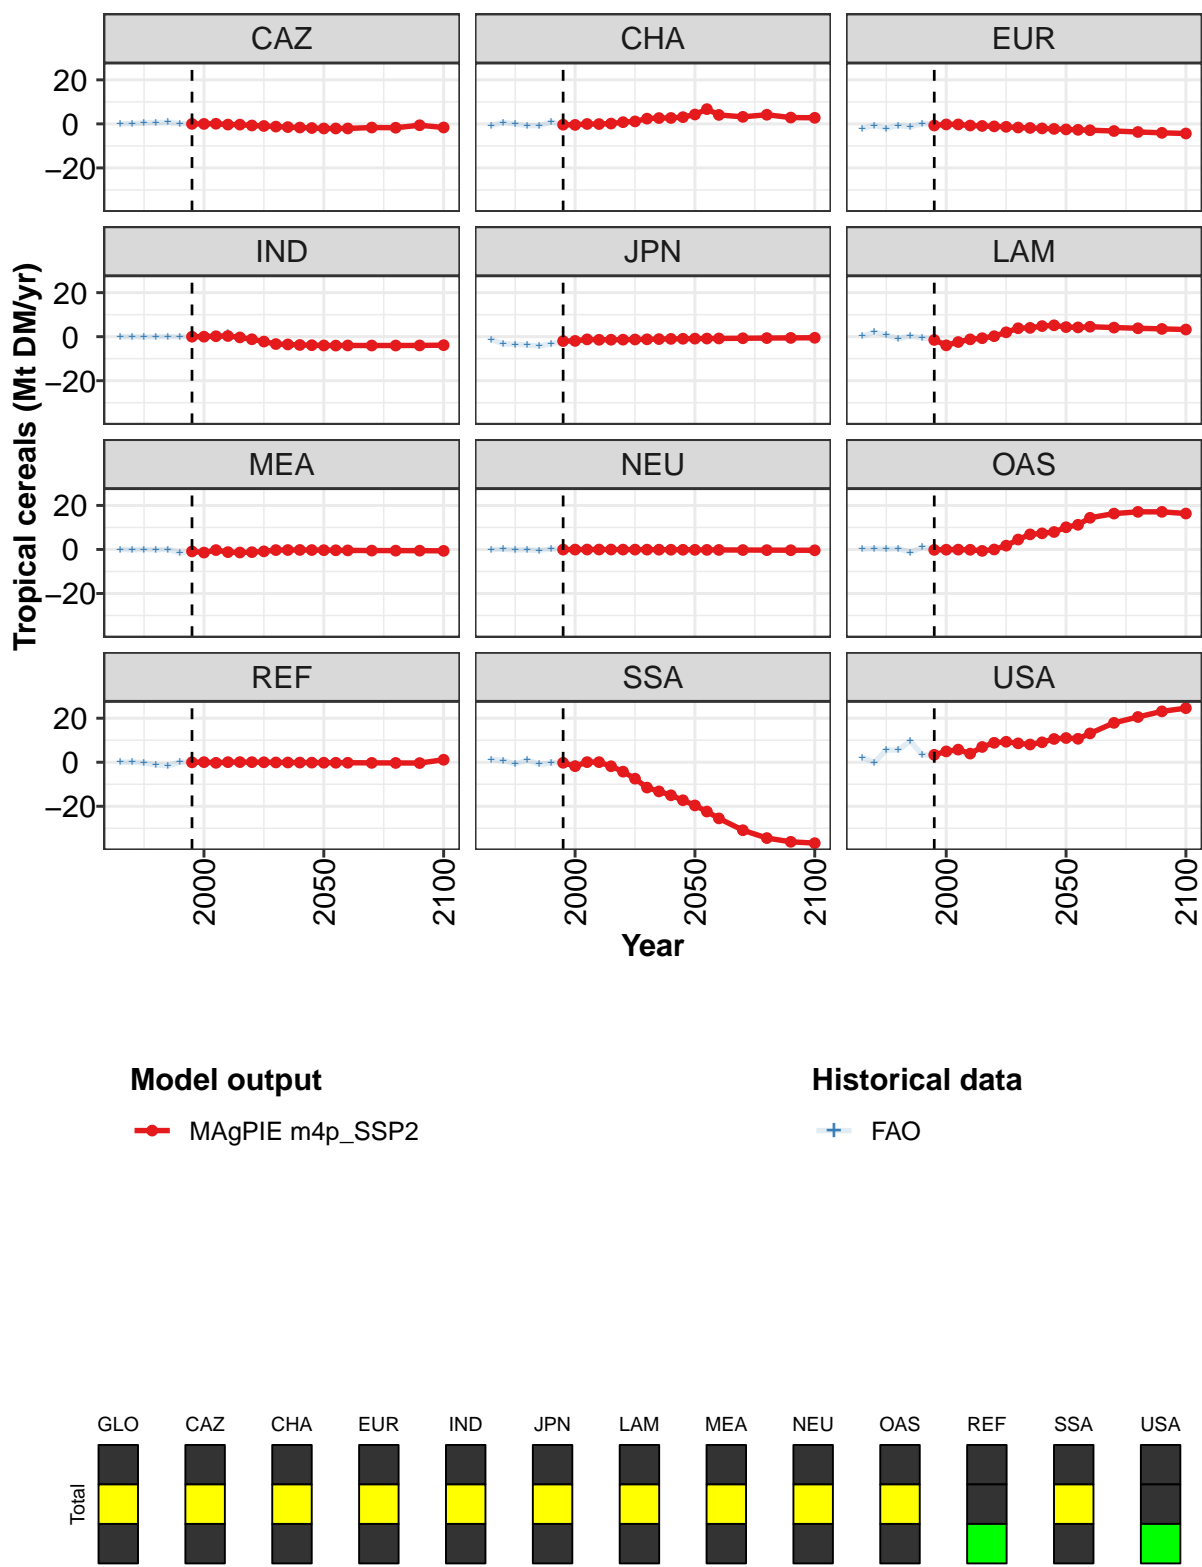 CAZ CHA EUR
20
0
−20
IND JPN LAM
20
0
−20
MEA NEU OAS
20
0
−20
REF SSA USA
20
0
−20
Tropical cereals (Mt DM/yr)
2000 2050 2100 2000 2050 2100 2000 2050 2100
Year
Model output Historical data
MAgPIE m4p_SSP2 FAO
GLO CAZ CHA EUR IND JPN LAM MEA NEU OAS REF SSA USA
Total